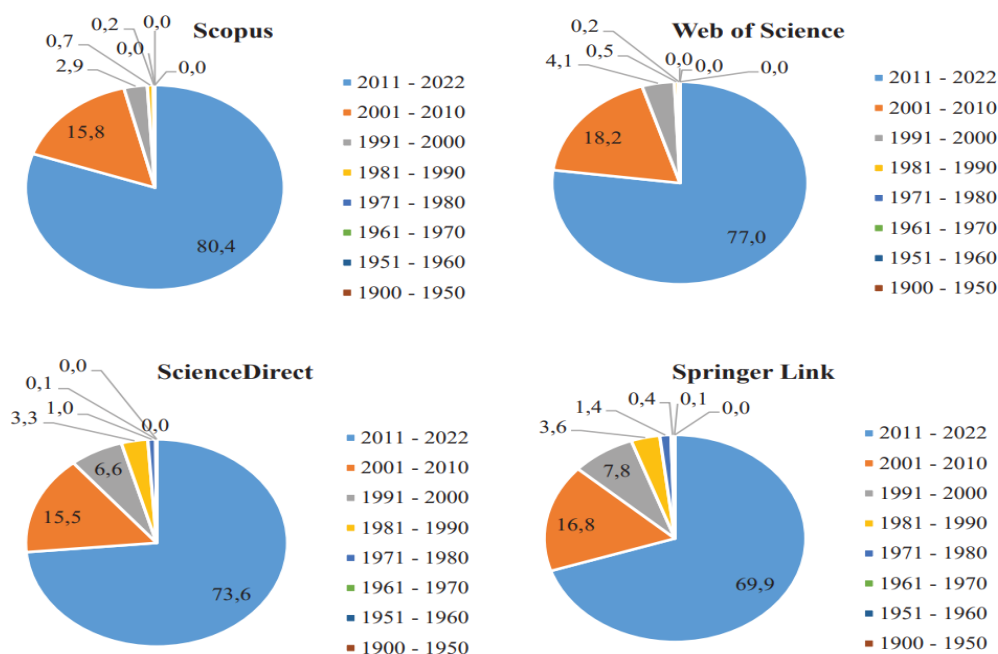 Scopus
0,0
0,2
0,0
0,7
0,0
2,9
15,8
80,4
2011 - 2022
2001 - 2010
1991 - 2000
1981 - 1990
1971 - 1980
1961 - 1970
1951 - 1960
1900 - 1950
Web of Science
0,2
0,5
0,0
0,0
0,0
4,1
18,2
77,0
2011 - 2022
2001 - 2010
1991 - 2000
1981 - 1990
1971 - 1980
1961 - 1970
1951 - 1960
1900 - 1950
ScienceDirect
0,0
0,1
1,0
0,0
3,3
6,6
15,5
73,6
2011 - 2022
2001 - 2010
1991 - 2000
1981 - 1990
1971 - 1980
1961 - 1970
1951 - 1960
1900 - 1950
Springer Link
0,4
0,1
0,0
1,4
3,6
7,8
16,8
69,9
2011 - 2022
2001 - 2010
1991 - 2000
1981 - 1990
1971 - 1980
1961 - 1970
1951 - 1960
1900 - 1950